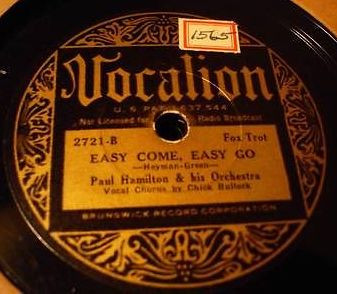 1565
Vocalion
U. S. PAT. 1,637,544
Not Licensed for Radio Broadcast
2721-B Fox Trot
EASY COME, EASY GO
—Heyman-Green—
Paul Hamilton & his Orchestra
Vocal Chorus by Chick Bullock
BRUNSWICK RECORD CORPORATION